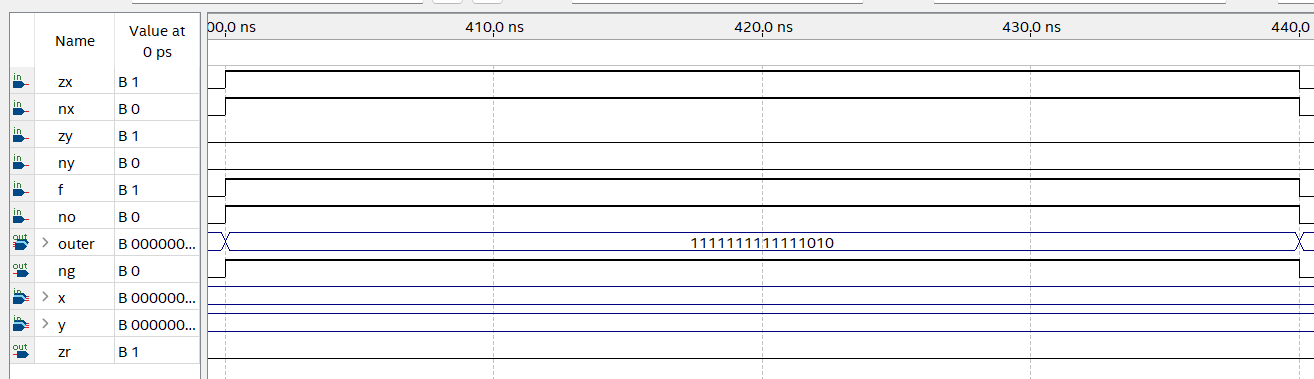 00,0 ns 410,0 ns 420,0 ns 430,0 ns 440,0
Name Value at
0 ps
in zx B 1
in nx B 0
in zy B 1
in ny B 0
in f B 1
in no B 0
out > outer B 000000... 1111111111111010
out ng B 0
in > x B 000000...
in > y B 000000...
out zr B 1